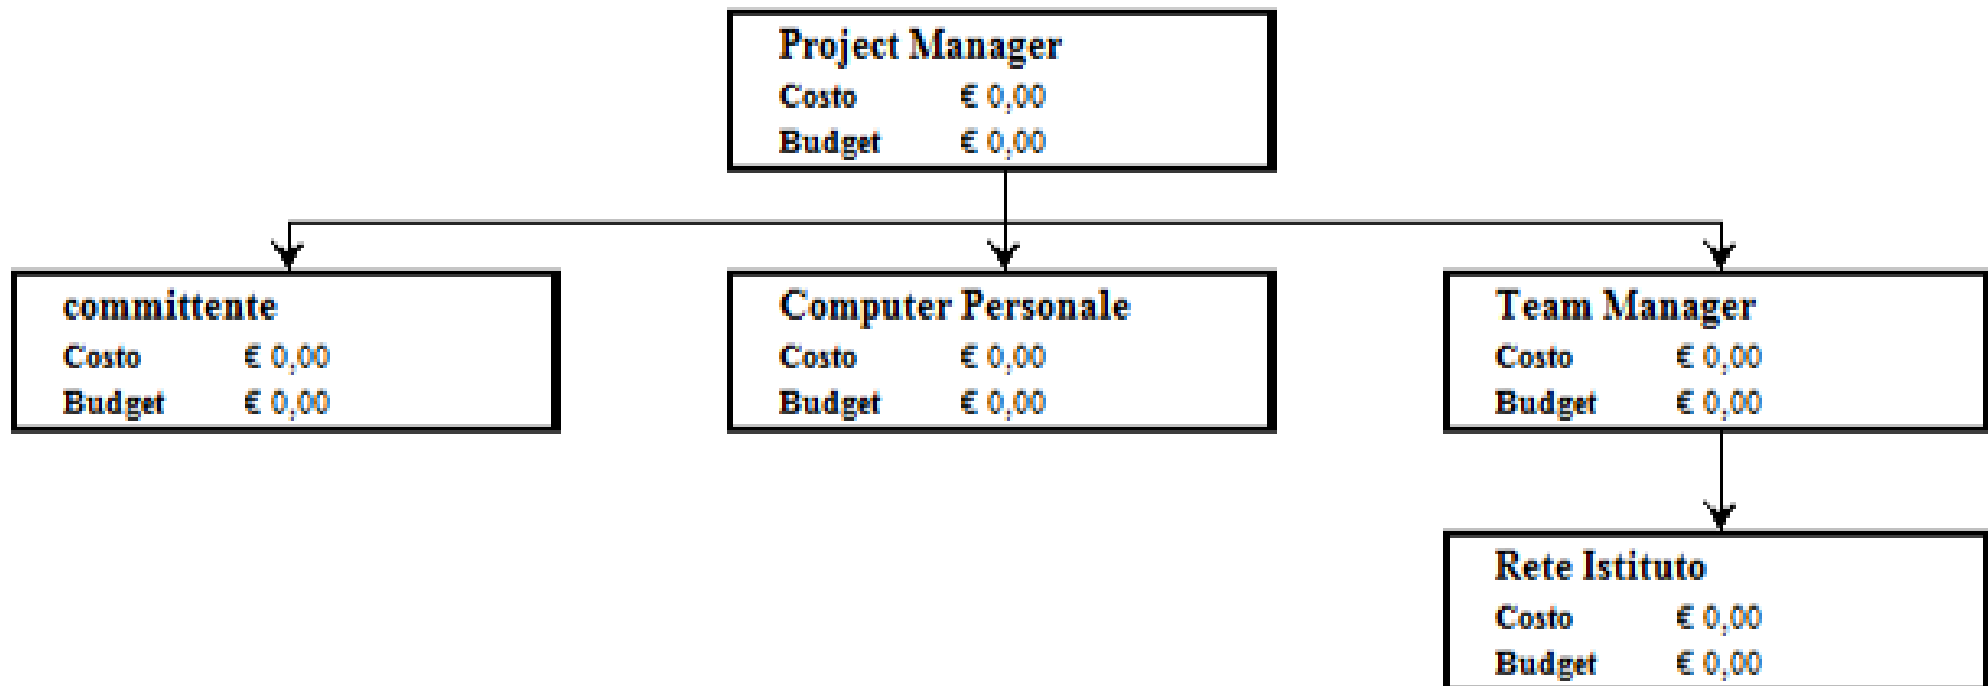 Project Manager
Costo € 0,00
Budget € 0,00
committente
Costo € 0,00
Budget € 0,00
Computer Personale
Costo € 0,00
Budget € 0,00
Team Manager
Costo € 0,00
Budget € 0,00
Rete Istituto
Costo € 0,00
Budget € 0,00